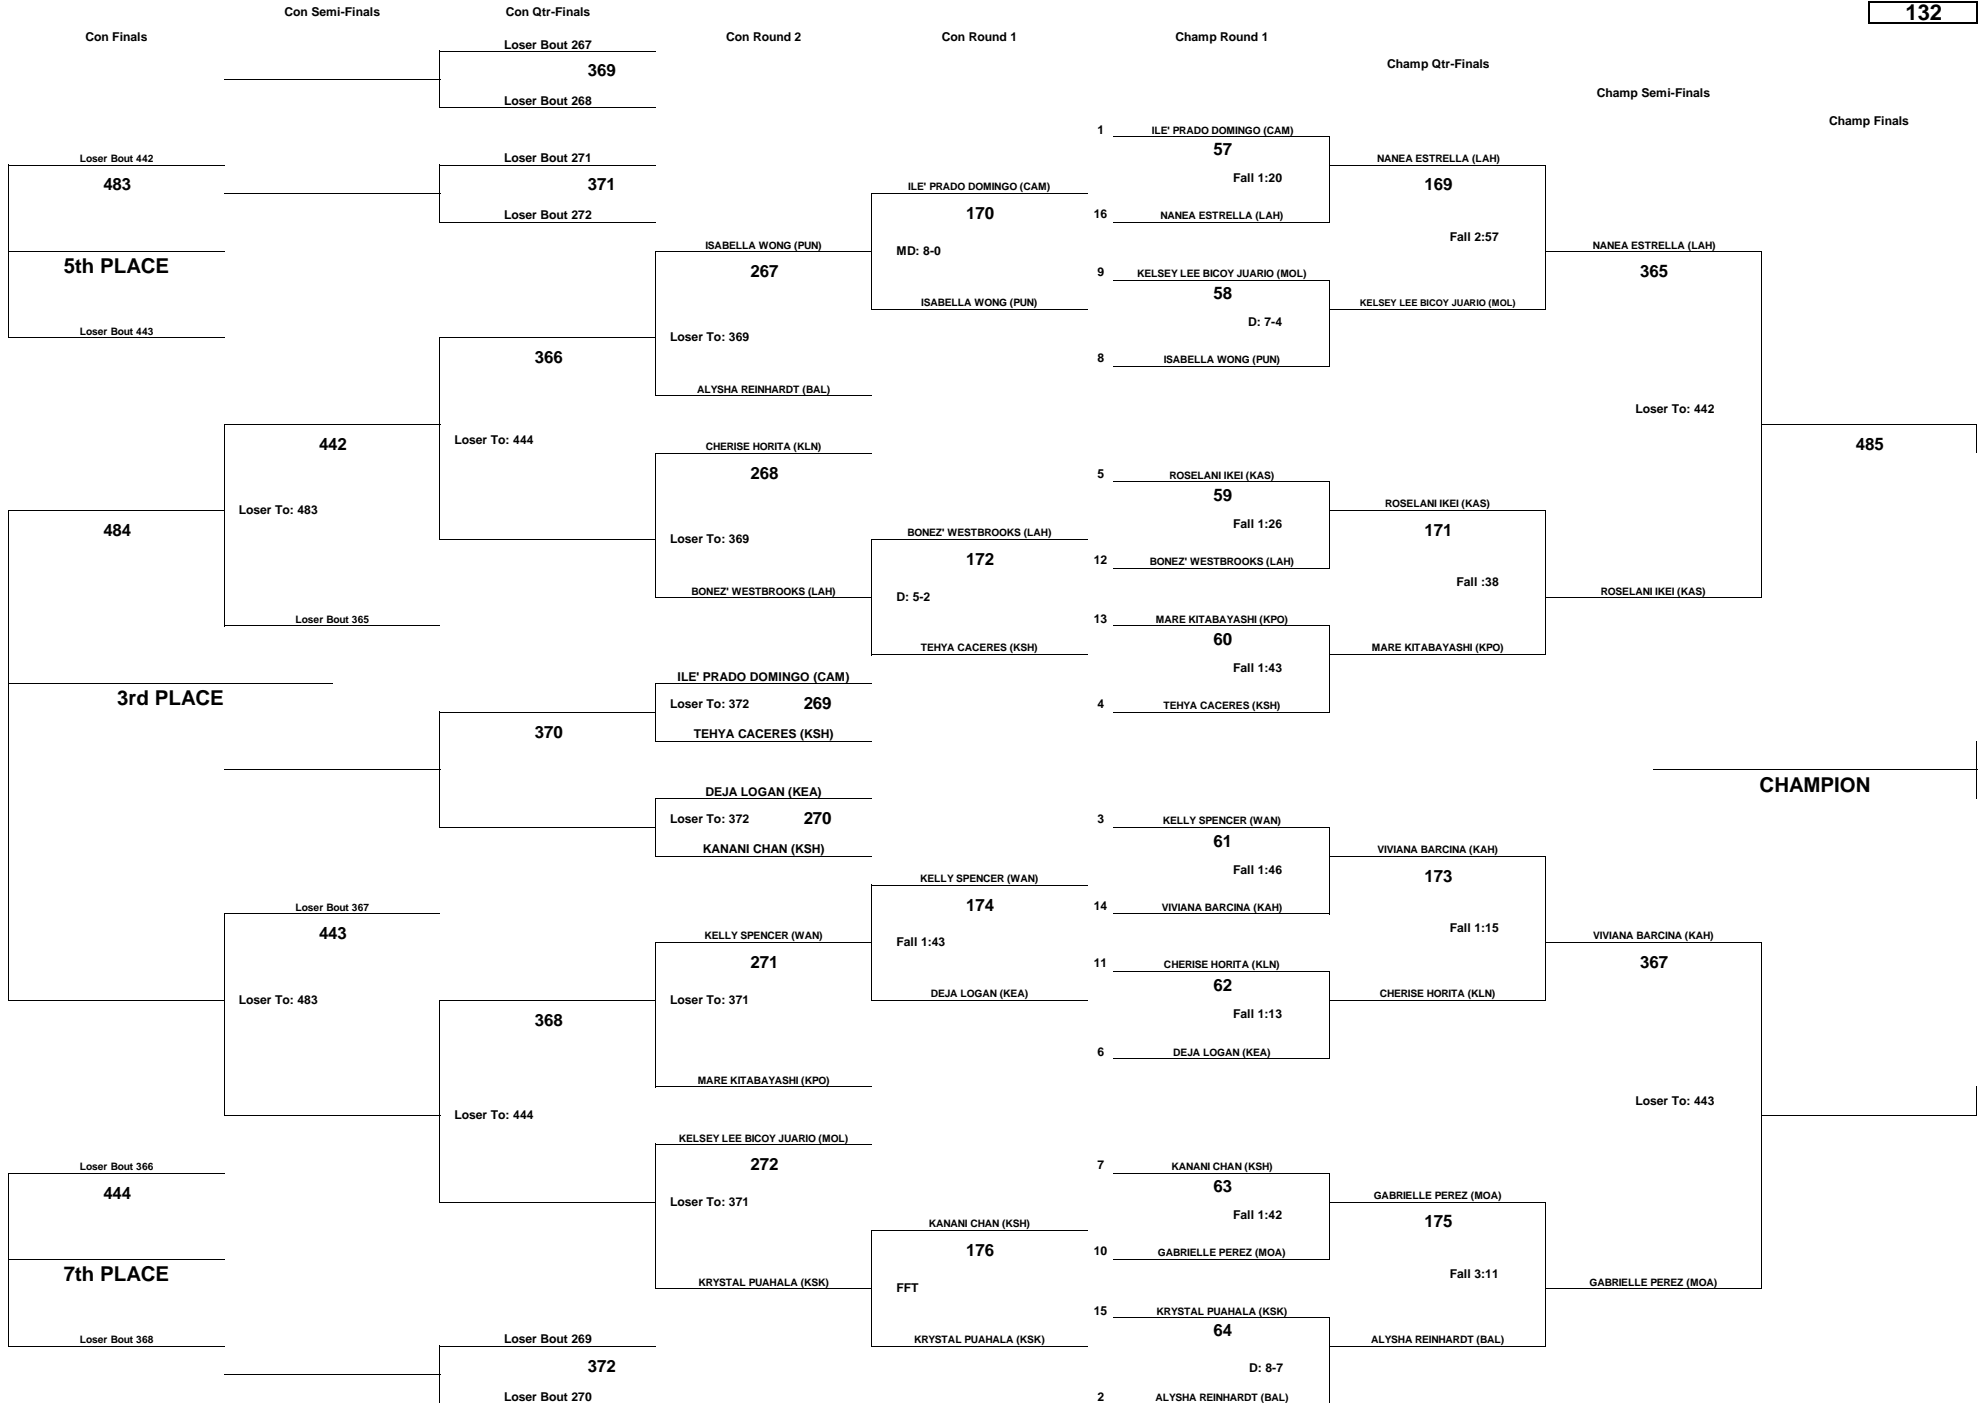 Con Semi-Finals
Con Qtr-Finals
132
Con Finals
Con Round 2
Con Round 1
Champ Round 1
Loser Bout 267
369
Champ Qtr-Finals
Loser Bout 268
Champ Semi-Finals
Champ Finals
1 ILE' PRADO DOMINGO (CAM)
57
Loser Bout 442
Loser Bout 271
NANEA ESTRELLA (LAH)
483
371
Fall 1:20
169
ILE' PRADO DOMINGO (CAM)
Loser Bout 272
170
16 NANEA ESTRELLA (LAH)
Fall 2:57
ISABELLA WONG (PUN)
MD: 8-0
NANEA ESTRELLA (LAH)
5th PLACE
267
9 KELSEY LEE BICOY JUARIO (MOL)
365
58
ISABELLA WONG (PUN)
KELSEY LEE BICOY JUARIO (MOL)
D: 7-4
Loser Bout 443
Loser To: 369
366
8 ISABELLA WONG (PUN)
ALYSHA REINHARDT (BAL)
Loser To: 442
442
Loser To: 444
CHERISE HORITA (KLN)
485
268
5 ROSELANI IKEI (KAS)
59
ROSELANI IKEI (KAS)
Loser To: 483
Fall 1:26
484
171
Loser To: 369
BONEZ' WESTBROOKS (LAH)
172
12 BONEZ' WESTBROOKS (LAH)
Fall :38
BONEZ' WESTBROOKS (LAH)
D: 5-2
ROSELANI IKEI (KAS)
Loser Bout 365
13 MARE KITABAYASHI (KPO)
60
TEHYA CACERES (KSH)
MARE KITABAYASHI (KPO)
Fall 1:43
ILE' PRADO DOMINGO (CAM)
3rd PLACE
Loser To: 372 269
4 TEHYA CACERES (KSH)
370
TEHYA CACERES (KSH)
CHAMPION
DEJA LOGAN (KEA)
Loser To: 372 270
3 KELLY SPENCER (WAN)
61
KANANI CHAN (KSH)
VIVIANA BARCINA (KAH)
Fall 1:46
KELLY SPENCER (WAN)
173
Loser Bout 367
174
14 VIVIANA BARCINA (KAH)
443
Fall 1:15
KELLY SPENCER (WAN)
Fall 1:43
VIVIANA BARCINA (KAH)
271
11 CHERISE HORITA (KLN)
367
62
DEJA LOGAN (KEA)
CHERISE HORITA (KLN)
Loser To: 483
Loser To: 371
Fall 1:13
368
6 DEJA LOGAN (KEA)
MARE KITABAYASHI (KPO)
Loser To: 443
Loser To: 444
KELSEY LEE BICOY JUARIO (MOL)
Loser Bout 366
272
7 KANANI CHAN (KSH)
444
63
GABRIELLE PEREZ (MOA)
Loser To: 371
Fall 1:42
KANANI CHAN (KSH)
175
176
10 GABRIELLE PEREZ (MOA)
7th PLACE
Fall 3:11
KRYSTAL PUAHALA (KSK)
FFT
GABRIELLE PEREZ (MOA)
15 KRYSTAL PUAHALA (KSK)
64
Loser Bout 368
Loser Bout 269
KRYSTAL PUAHALA (KSK)
ALYSHA REINHARDT (BAL)
372
D: 8-7
Loser Bout 270
2 ALYSHA REINHARDT (BAL)